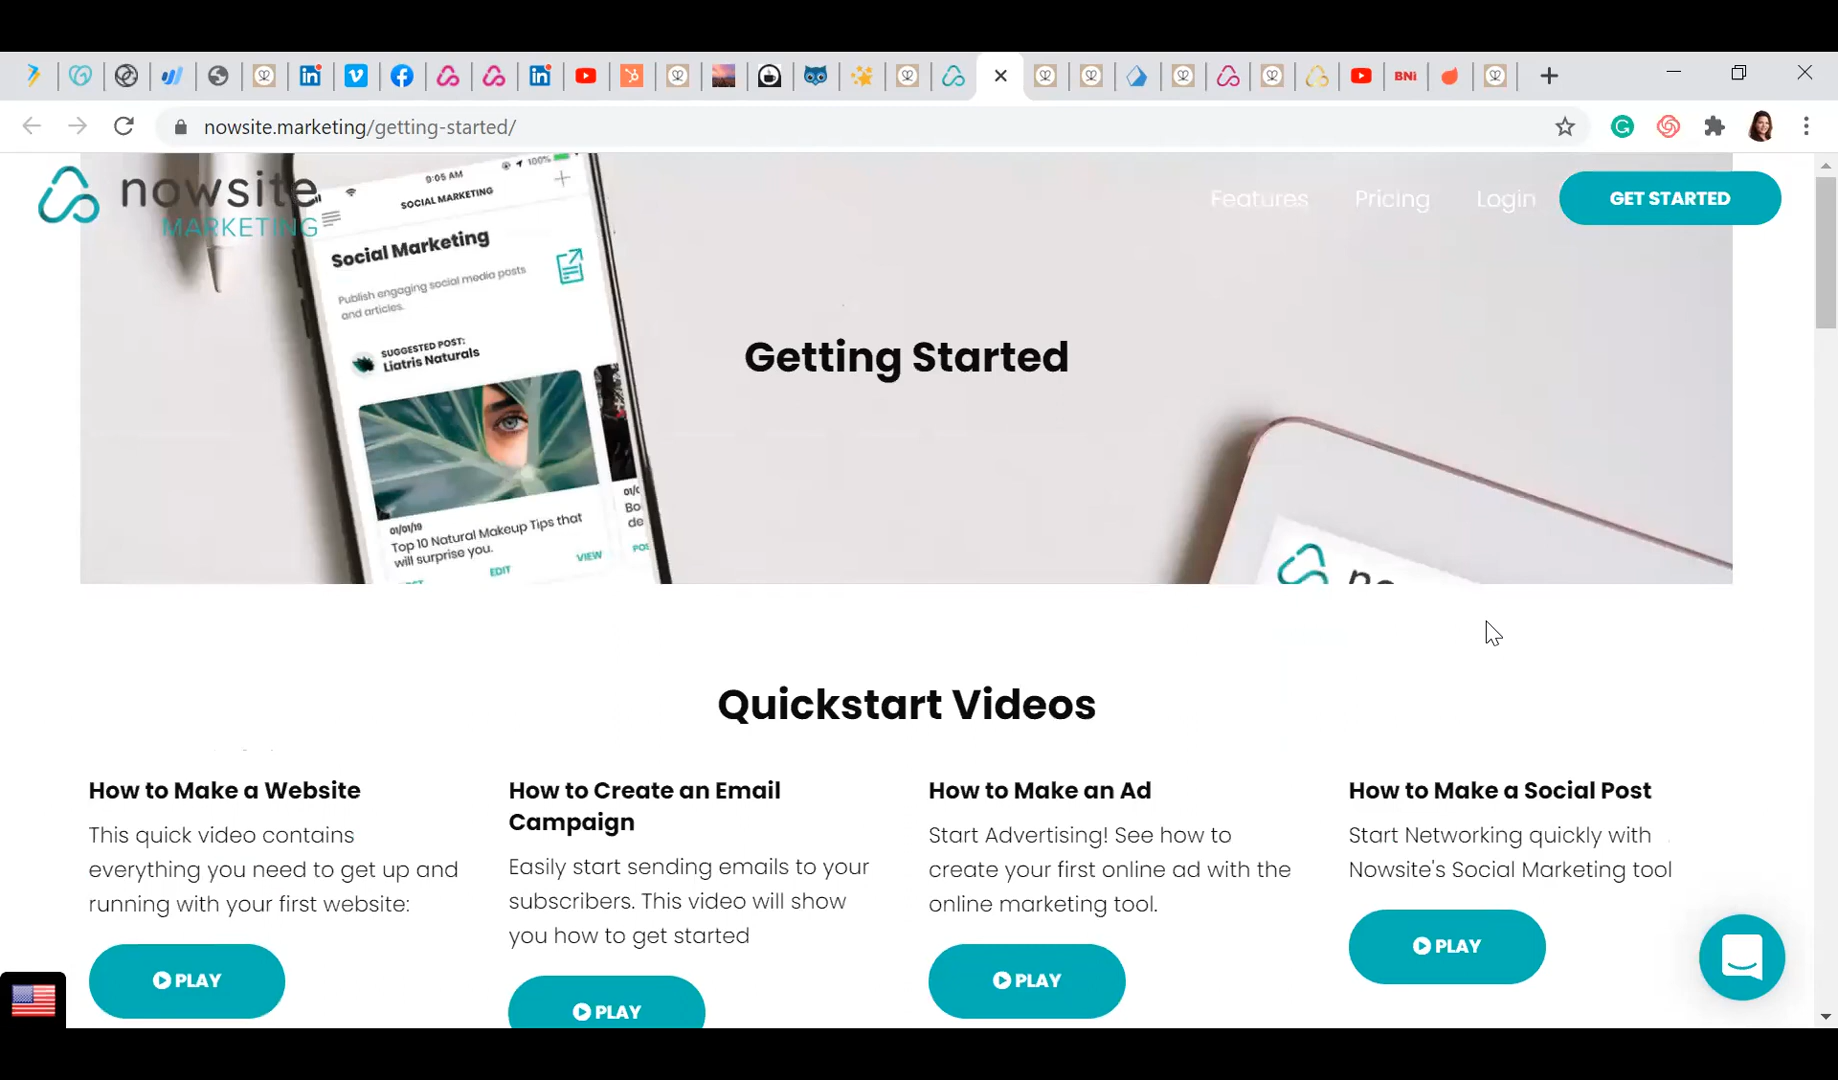 BNi
nowsite.marketing/getting-started/
nowsite
MARKETING
Features
Pricing
Login
GET STARTED
9:05 AM
100%
SOCIAL MARKETING
Social Marketing
Publish engaging social media posts
and articles.
SUGGESTED POST:
Liatris Naturals
01/01/19
Top 10 Natural Makeup Tips that
will surprise you.
EDIT
VIEW
Getting Started
Quickstart Videos
How to Make a Website
This quick video contains
everything you need to get up and
running with your first website:
PLAY
How to Create an Email
Campaign
Easily start sending emails to your
subscribers. This video will show
you how to get started
PLAY
How to Make an Ad
Start Advertising! See how to
create your first online ad with the
online marketing tool.
PLAY
How to Make a Social Post
Start Networking quickly with
Nowsite's Social Marketing tool
PLAY